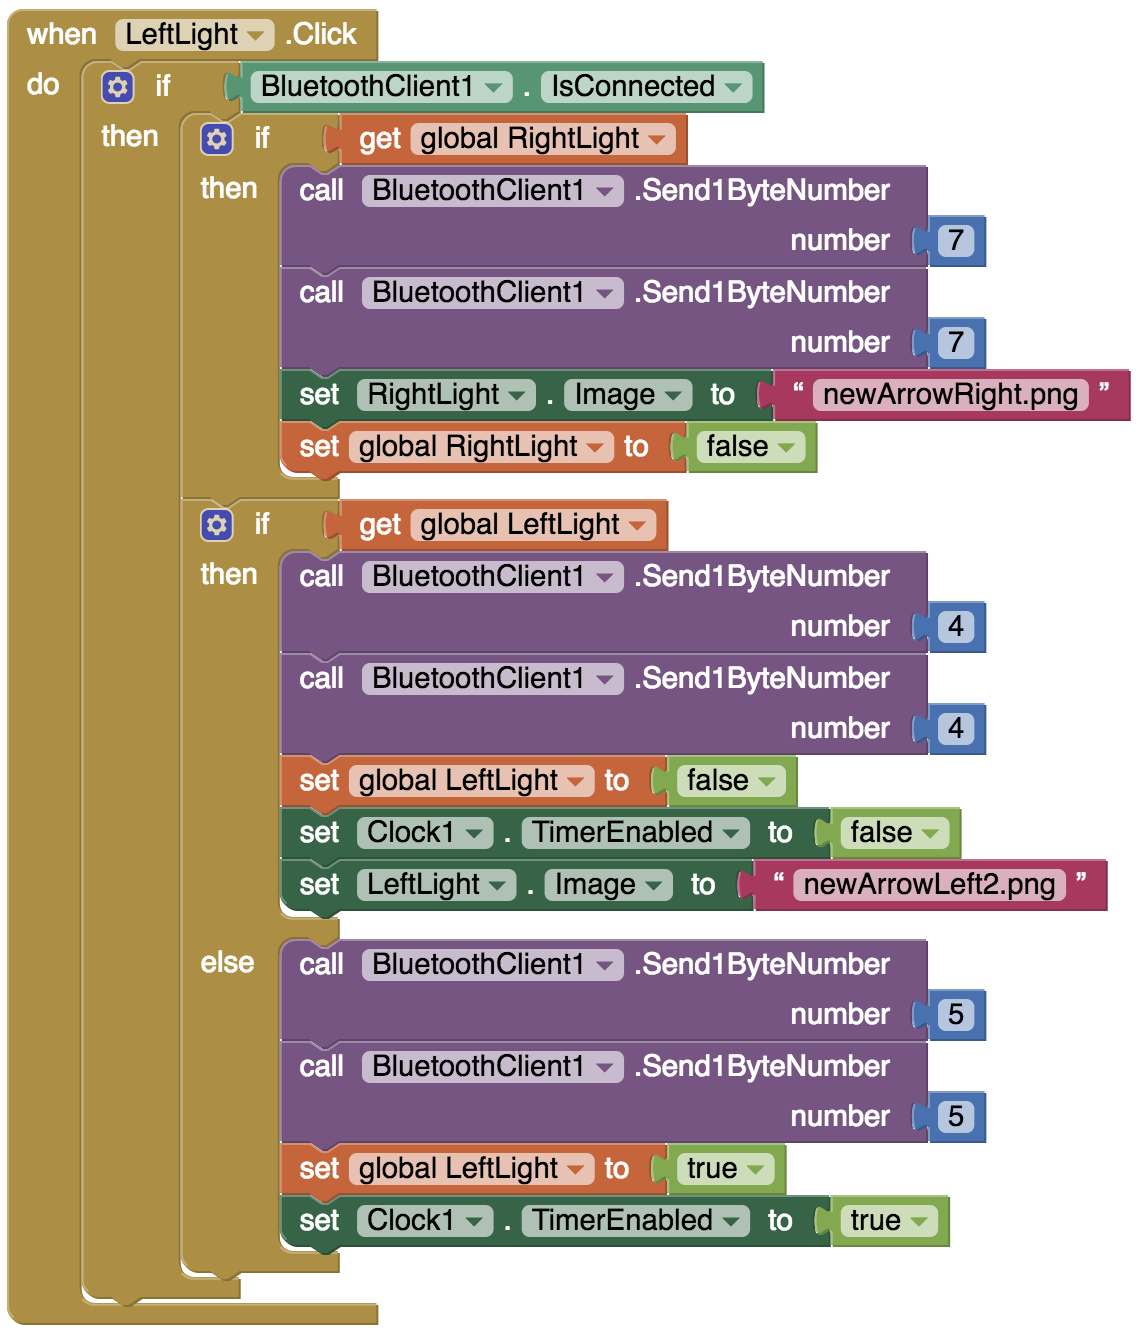 when LeftLight .Click
do if BluetoothClient1 . IsConnected
then if get global RightLight
then call BluetoothClient1 .Send1ByteNumber
number 7
call BluetoothClient1 .Send1ByteNumber
number 7
set RightLight . Image to “ newArrowRight.png ”
set global RightLight to false
if get global LeftLight
then call BluetoothClient1 .Send1ByteNumber
number 4
call BluetoothClient1 .Send1ByteNumber
number 4
set global LeftLight to false
set Clock1 . TimerEnabled to false
set LeftLight . Image to “ newArrowLeft2.png ”
else call BluetoothClient1 .Send1ByteNumber
number 5
call BluetoothClient1 .Send1ByteNumber
number 5
set global LeftLight to true
set Clock1 . TimerEnabled to true